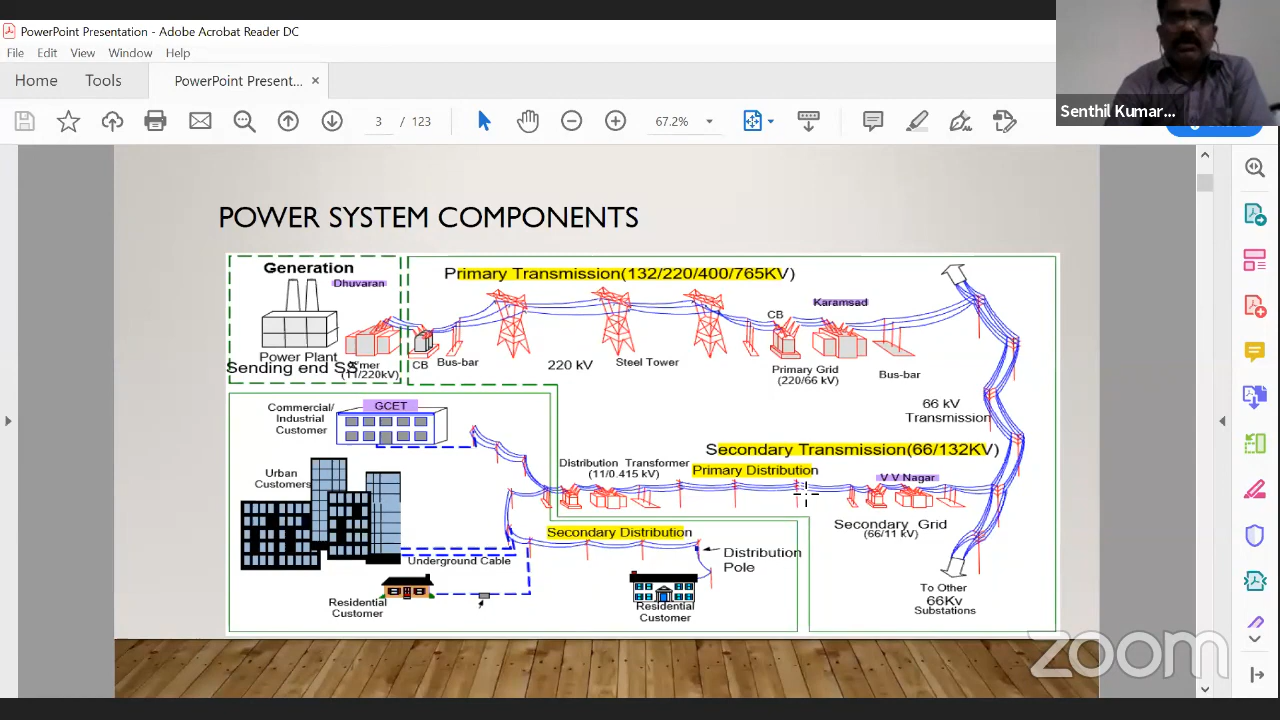 PowerPoint Presentation - Adobe Acrobat Reader DC
File Edit View Window Help
Home Tools PowerPoint Present... ×
3 / 123 67.2%
Senthil Kumar...
POWER SYSTEM COMPONENTS
Generation
Dhuvaran
Power Plant
Sending end SS
(11/220kV)
Primary Transmission(132/220/400/765KV)
CB
Bus-bar
220 kV
Steel Tower
CB
Karamsad
Primary Grid
(220/66 kV)
Bus-bar
66 kV
Transmission
Secondary Transmission(66/132KV)
Commercial/
Industrial
Customer
GCET
Distribution Transformer
(11/0.415 kV)
Primary Distribution
V V Nagar
Secondary Grid
(66/11 kV)
Urban
Customers
Secondary Distribution
Underground Cable
Distribution
Pole
Residential
Customer
Residential
Customer
To Other
66Kv
Substations
zoom